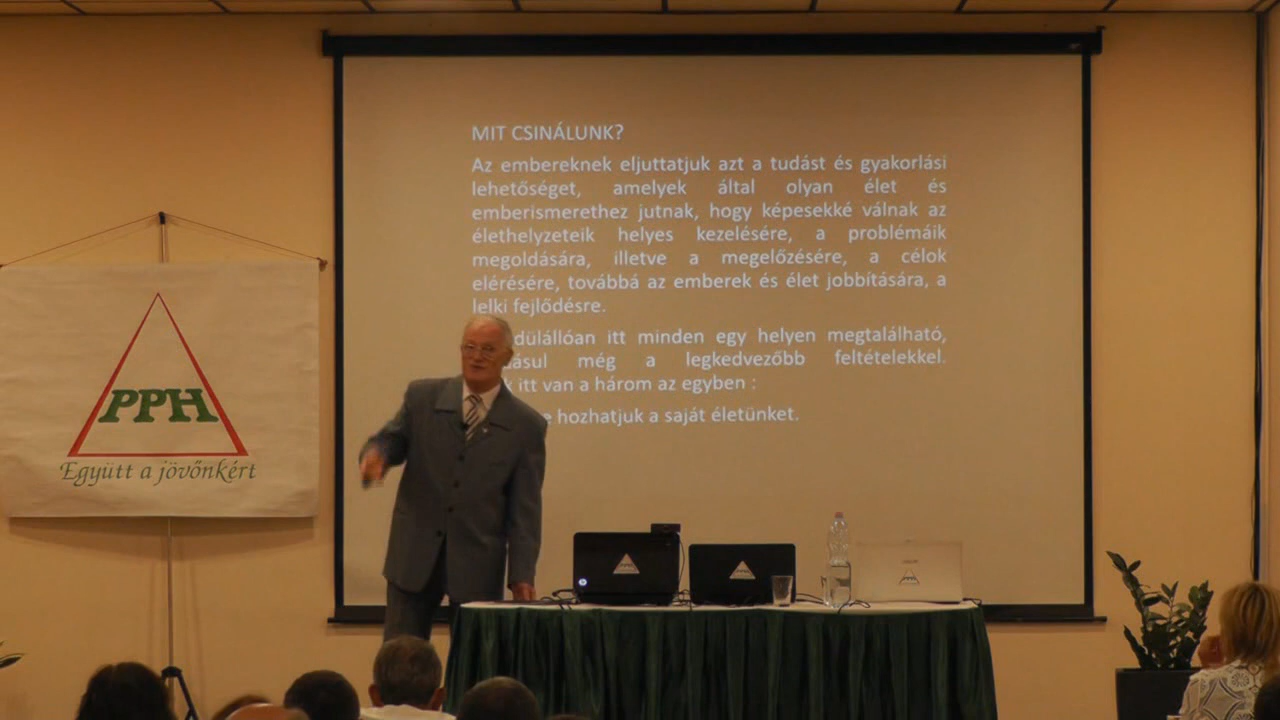 MIT CSINÁLUNK?
Az embereknek eljuttatjuk azt a tudást és gyakorlási
lehetőséget, amelyek által olyan élet és
emberismerethez jutnak, hogy képesekké válnak az
élethelyzeteik helyes kezelésére, a problémáik
megoldására, illetve a megelőzésére, a célok
elérésére, továbbá az emberek és élet jobbítására, a
lelki fejlődésre.
itt minden egy helyen megtalálható,
még a legkedvezőbb feltételekkel.
itt van a három az egyben :
hozhatjuk a saját életünket.
PPH
Együtt a jövőnkért
PPH
PPH